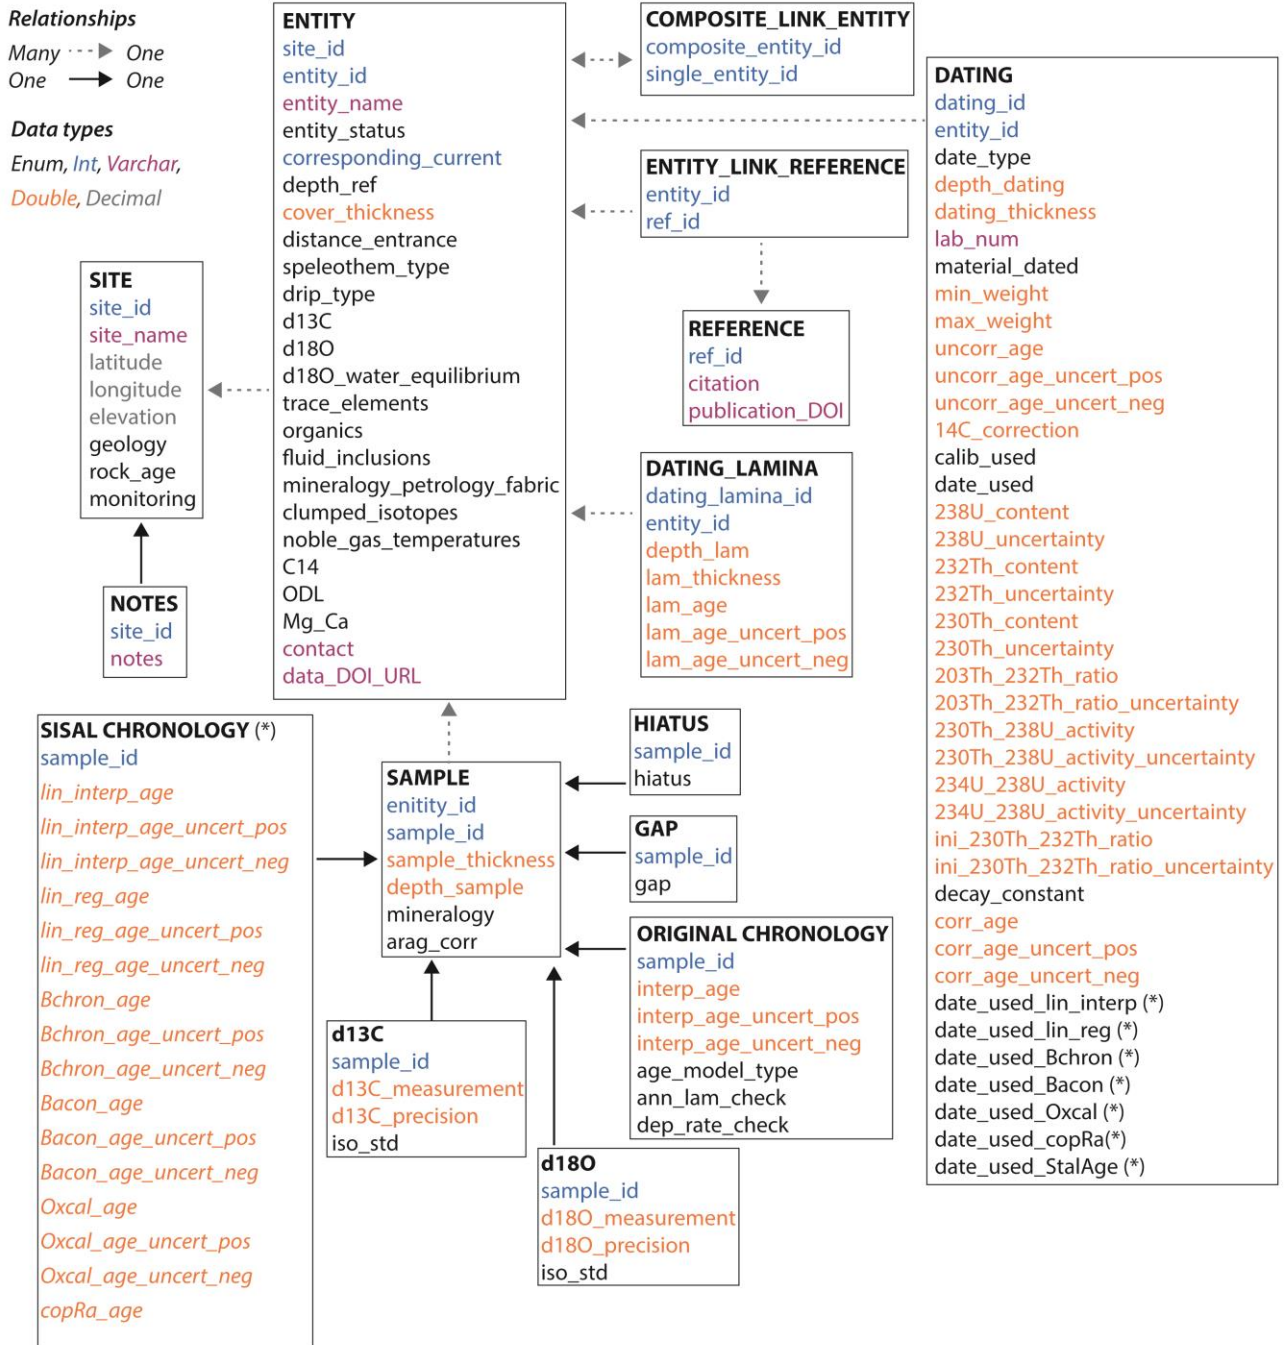 Relationships
Many One
One One
Data types
Enum, Int, Varchar,
Double, Decimal
SITE
site_id
site_name
latitude
longitude
elevation
geology
rock_age
monitoring
NOTES
site_id
notes
ENTITY
site_id
entity_id
entity_name
entity_status
corresponding_current
depth_ref
cover_thickness
distance_entrance
speleothem_type
drip_type
d13C
d18O
d18O_water_equilibrium
trace_elements
organics
fluid_inclusions
mineralogy_petrology_fabric
clumped_isotopes
noble_gas_temperatures
C14
ODL
Mg_Ca
contact
data_DOI_URL
COMPOSITE_LINK_ENTITY
composite_entity_id
single_entity_id
ENTITY_LINK_REFERENCE
entity_id
ref_id
REFERENCE
ref_id
citation
publication_DOI
DATING_LAMINA
dating_lamina_id
entity_id
depth_lam
lam_thickness
lam_age
lam_age_uncert_pos
lam_age_uncert_neg
DATING
dating_id
entity_id
date_type
depth_dating
dating_thickness
lab_num
material_dated
min_weight
max_weight
uncorr_age
uncorr_age_uncert_pos
uncorr_age_uncert_neg
14C_correction
calib_used
date_used
238U_content
238U_uncertainty
232Th_content
232Th_uncertainty
230Th_content
230Th_uncertainty
203Th_232Th_ratio
203Th_232Th_ratio_uncertainty
230Th_238U_activity
230Th_238U_activity_uncertainty
234U_238U_activity
234U_238U_activity_uncertainty
ini_230Th_232Th_ratio
ini_230Th_232Th_ratio_uncertainty
decay_constant
corr_age
corr_age_uncert_pos
corr_age_uncert_neg
date_used_lin_interp (*)
date_used_lin_reg (*)
date_used_Bchron (*)
date_used_Bacon (*)
date_used_Oxcal (*)
date_used_copRa(*)
date_used_StalAge (*)
SISAL CHRONOLOGY (*)
sample_id
lin_interp_age
lin_interp_age_uncert_pos
lin_interp_age_uncert_neg
lin_reg_age
lin_reg_age_uncert_pos
lin_reg_age_uncert_neg
Bchron_age
Bchron_age_uncert_pos
Bchron_age_uncert_neg
Bacon_age
Bacon_age_uncert_pos
Bacon_age_uncert_neg
Oxcal_age
Oxcal_age_uncert_pos
Oxcal_age_uncert_neg
copRa_age
SAMPLE
enitity_id
sample_id
sample_thickness
depth_sample
mineralogy
arag_corr
HIATUS
sample_id
hiatus
GAP
sample_id
gap
ORIGINAL CHRONOLOGY
sample_id
interp_age
interp_age_uncert_pos
interp_age_uncert_neg
age_model_type
ann_lam_check
dep_rate_check
d13C
sample_id
d13C_measurement
d13C_precision
iso_std
d18O
sample_id
d18O_measurement
d18O_precision
iso_std